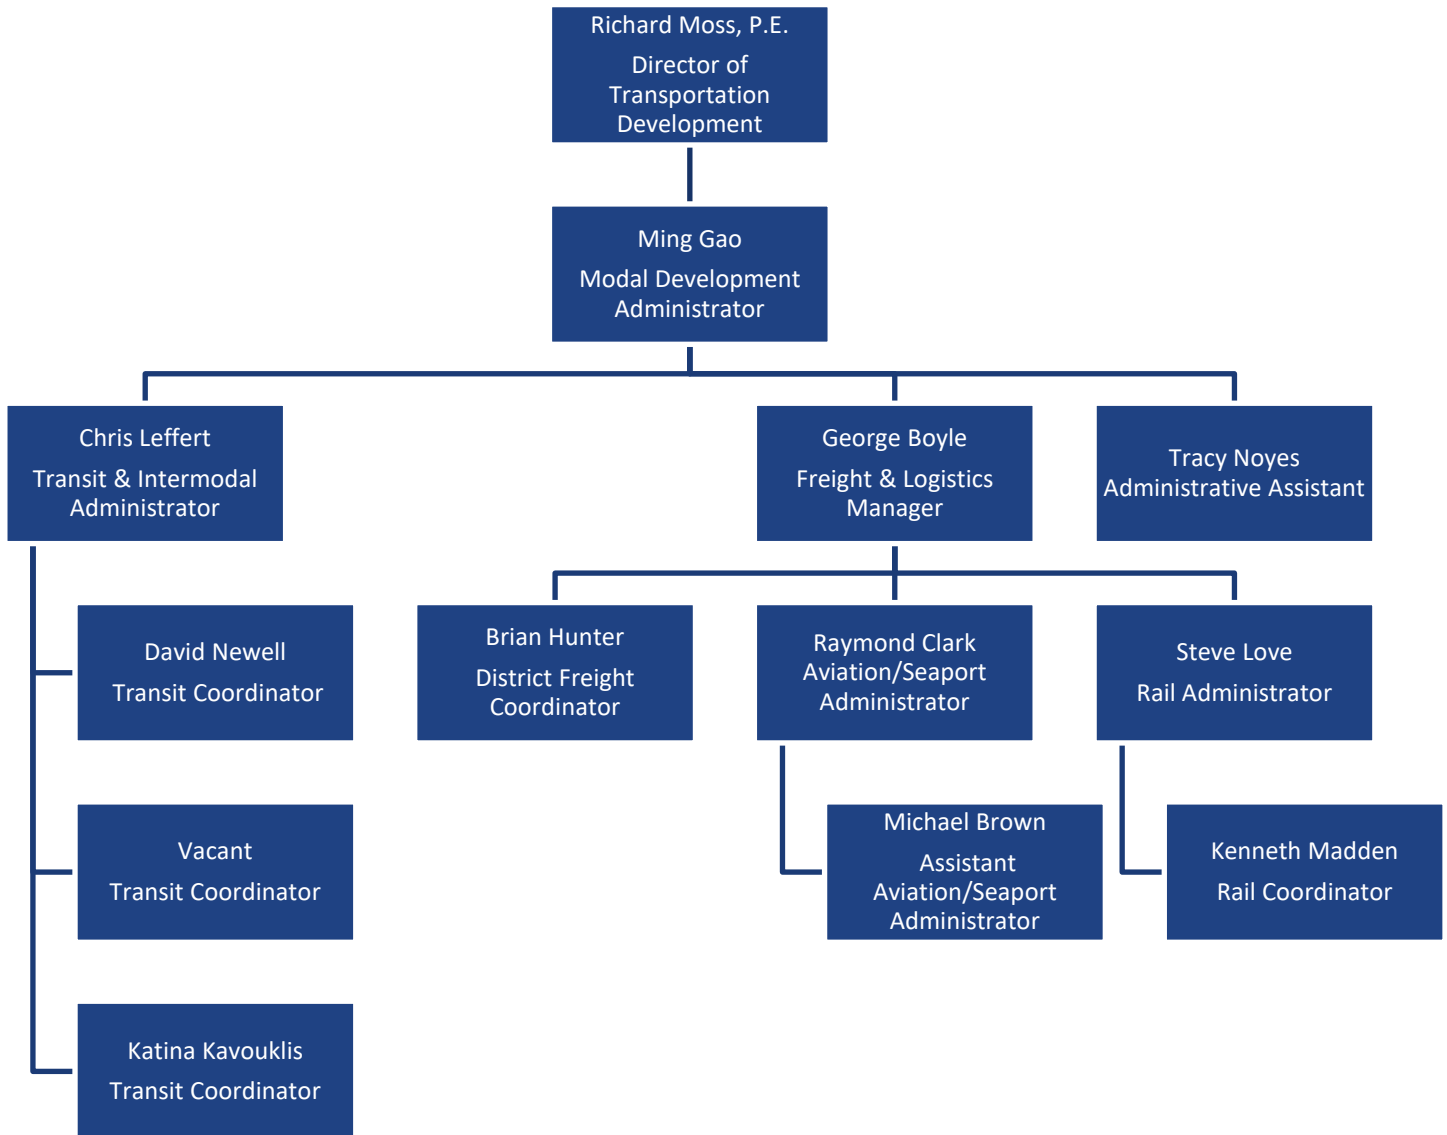 Richard Moss, P.E.
Director of
Transportation
Development
Ming Gao
Modal Development
Administrator
Chris Leffert
Transit & Intermodal
Administrator
George Boyle
Freight & Logistics
Manager
Tracy Noyes
Administrative Assistant
David Newell
Transit Coordinator
Brian Hunter
District Freight
Coordinator
Raymond Clark
Aviation/Seaport
Administrator
Steve Love
Rail Administrator
Vacant
Transit Coordinator
Michael Brown
Assistant
Aviation/Seaport
Administrator
Kenneth Madden
Rail Coordinator
Katina Kavouklis
Transit Coordinator